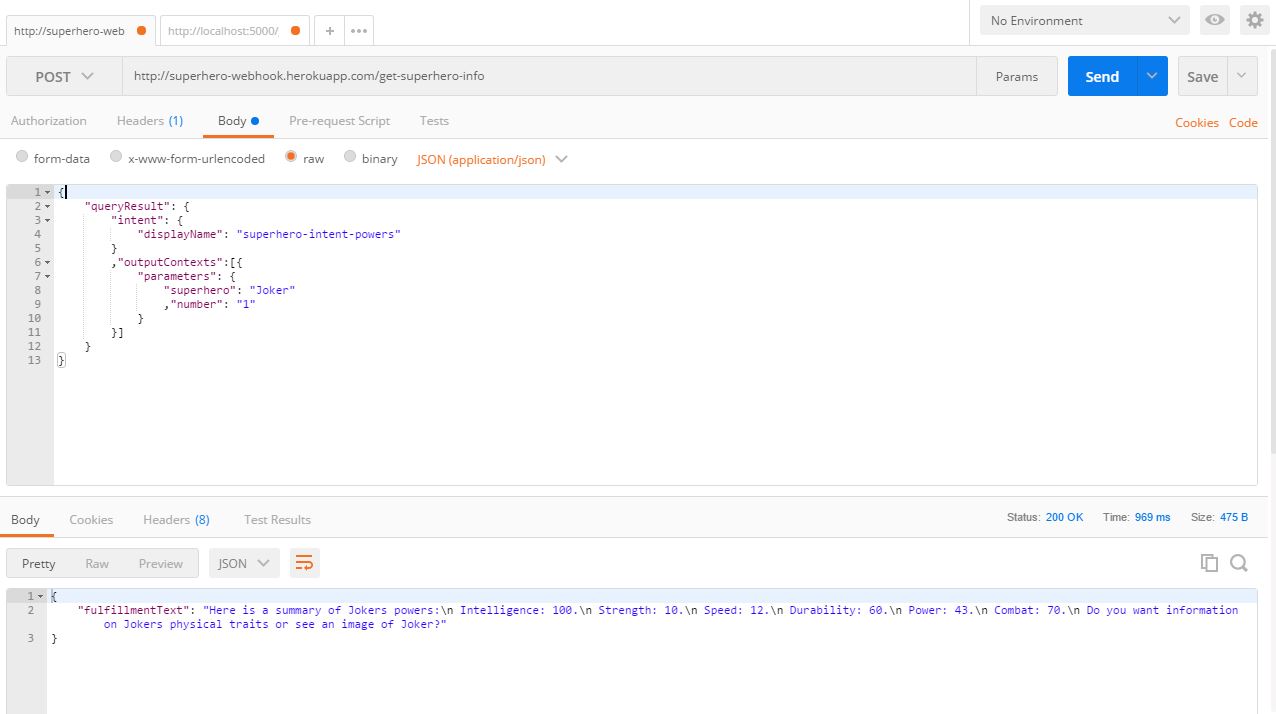 http://superhero-web http://localhost:5000/ + ••• No Environment
POST http://superhero-webhook.herokuapp.com/get-superhero-info Params Send Save
Authorization Headers (1) Body Pre-request Script Tests Cookies Code
form-data x-www-form-urlencoded raw binary JSON (application/json)
1 {
2 "queryResult": {
3 "intent": {
4 "displayName": "superhero-intent-powers"
5 }
6 ,"outputContexts":[{
7 "parameters": {
8 "superhero": "Joker"
9 ,"number": "1"
10 }
11 }]
12 }
13 }
Body Cookies Headers (8) Test Results Status: 200 OK Time: 969 ms Size: 475 B
Pretty Raw Preview JSON
1 {
2 "fulfillmentText": "Here is a summary of Jokers powers:\n Intelligence: 100.\n Strength: 10.\n Speed: 12.\n Durability: 60.\n Power: 43.\n Combat: 70.\n Do you want information
on Jokers physical traits or see an image of Joker?"
3 }